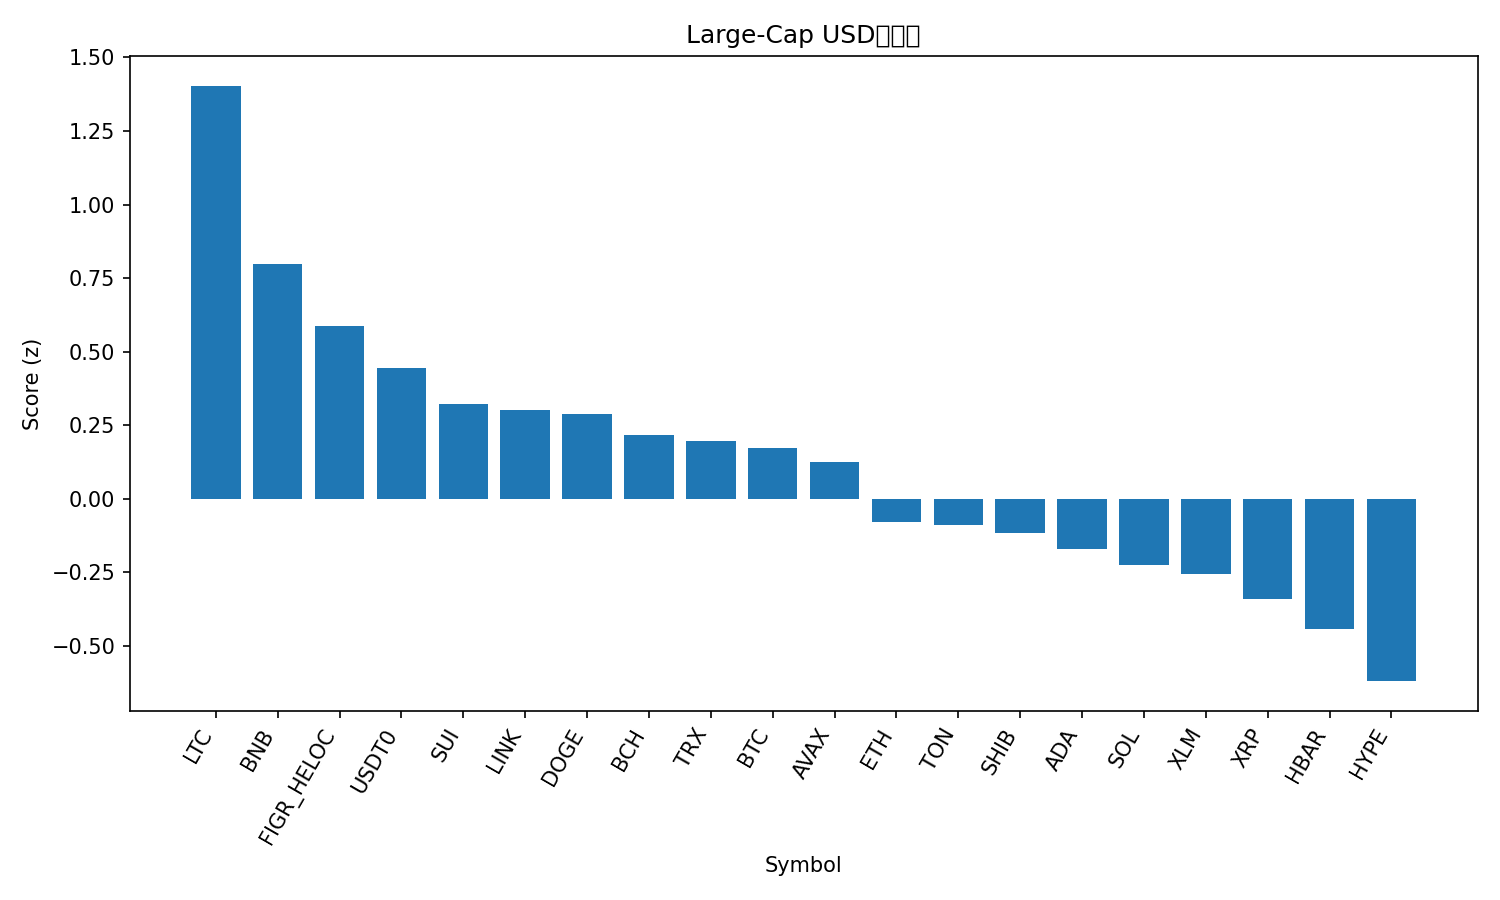 Large-Cap USD
1.50
1.25
1.00
0.75
0.50
0.25
0.00
−0.25
−0.50
Score (z)
LTC
BNB
FIGR_HELOC
USDT0
SUI
LINK
DOGE
BCH
TRX
BTC
AVAX
ETH
TON
SHIB
ADA
SOL
XLM
XRP
HBAR
HYPE
Symbol